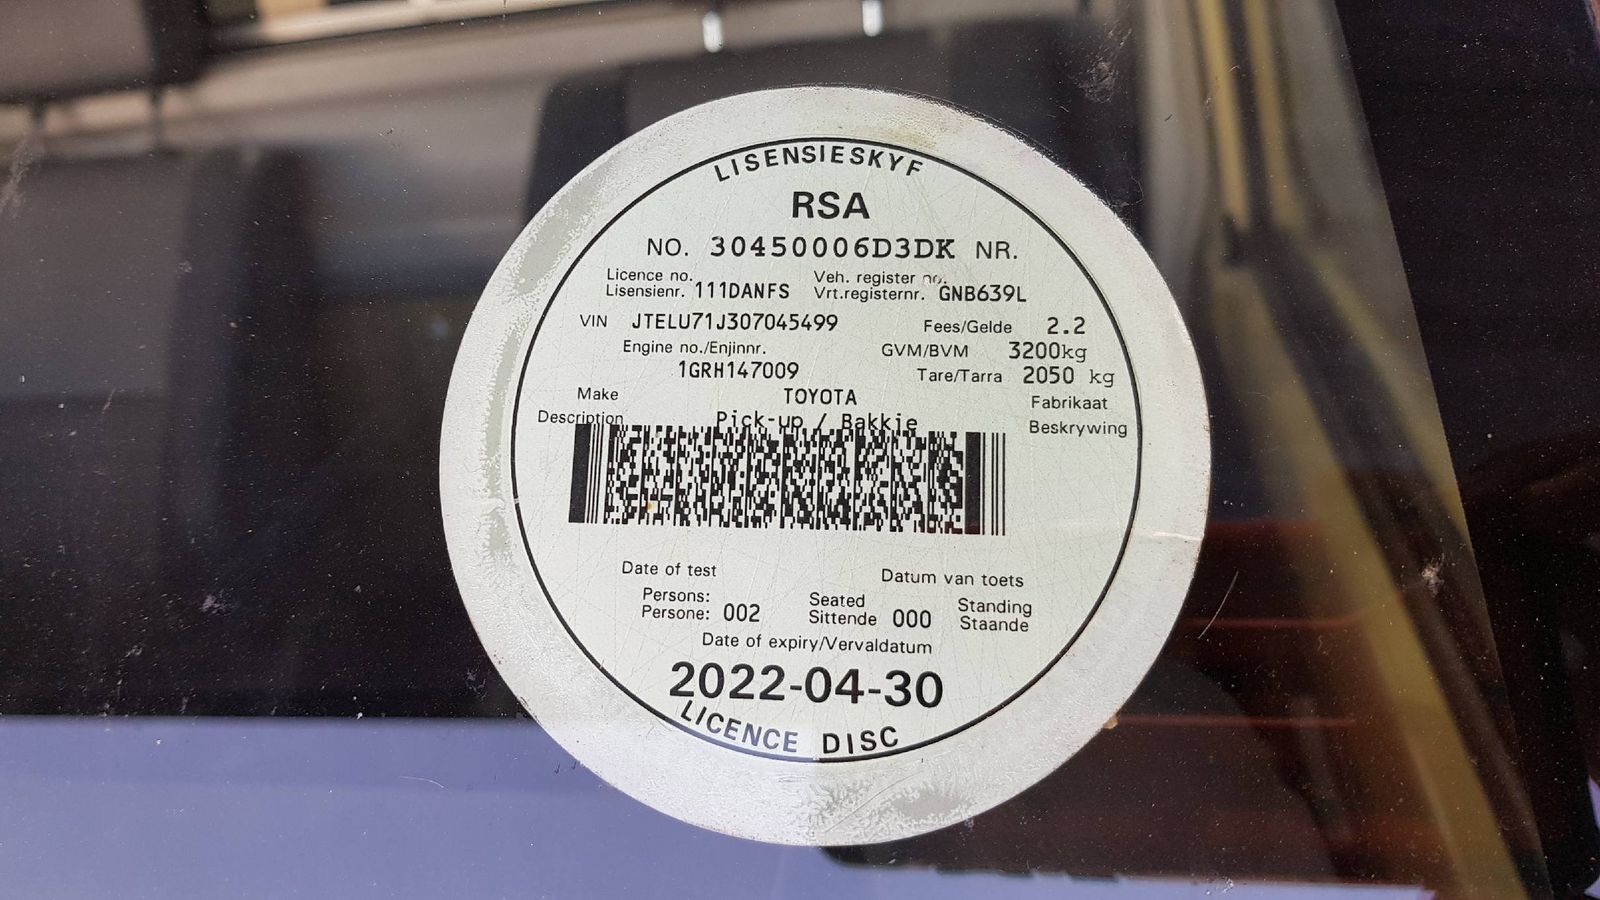 LISENSIESKYF
RSA
NO. 30450006D3DK NR.
Licence no. Veh. register no.
Lisensienr. 111DANFS Vrt.registernr. GNB639L
VIN JTELU71J307045499 Fees/Gelde 2.2
Engine no./Enjinnr. GVM/BVM 3200kg
1GRH147009 Tare/Tarra 2050 kg
Make TOYOTA Fabrikaat
Description Pick-up / Bakkie Beskrywing
Date of test Datum van toets
Persons: Seated Standing
Persone: 002 Sittende 000 Staande
Date of expiry/Vervaldatum
2022-04-30
LICENCE DISC